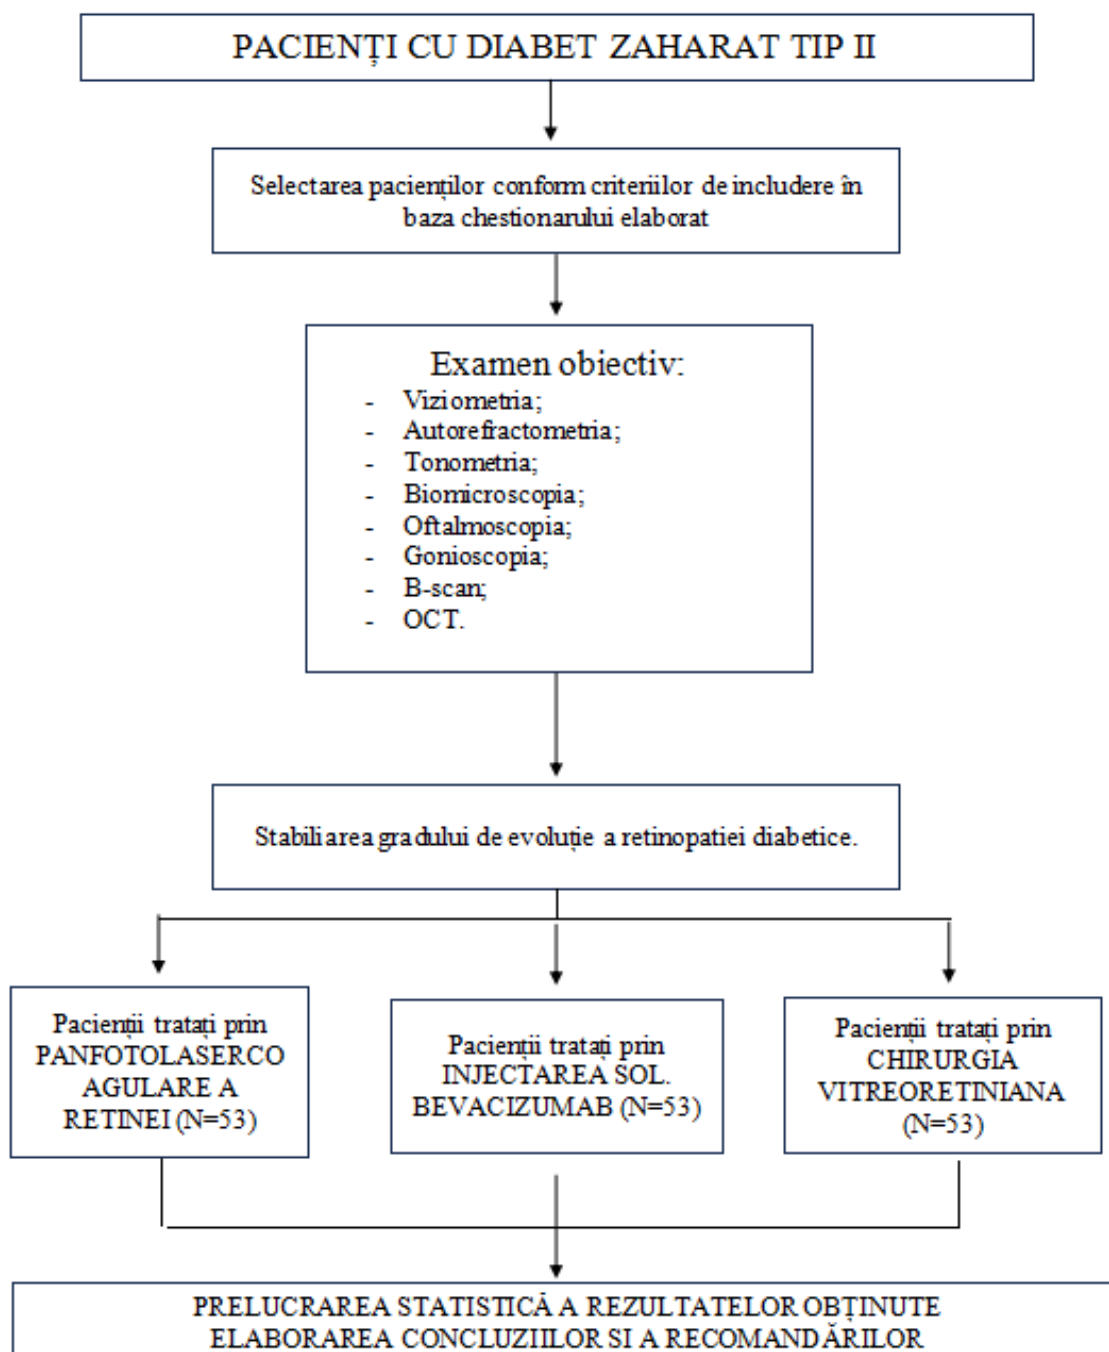 PACIENȚI CU DIABET ZAHARAT TIP II
Selectarea pacienților conform criteriilor de includere în
baza chestionarului elaborat
Examen obiectiv:
- Viziometria;
- Autorefractometria;
- Tonometria;
- Biomicroscopia;
- Oftalmoscopia;
- Gonioscopia;
- B-scan;
- OCT.
Stabiliarea gradului de evoluție a retinopatiei diabetice.
Pacienții tratați prin
PANFOTOLASERCO
AGULARE A
RETINEI (N=53)
Pacienții tratați prin
INJECTAREA SOL.
BEVACIZUMAB (N=53)
Pacienții tratați prin
CHIRURGIA
VITREORETINIANA
(N=53)
PRELUCRAREA STATISTICĂ A REZULTATELOR OBȚINUTE
ELABORAREA CONCLUZIILOR SI A RECOMANDĂRILOR